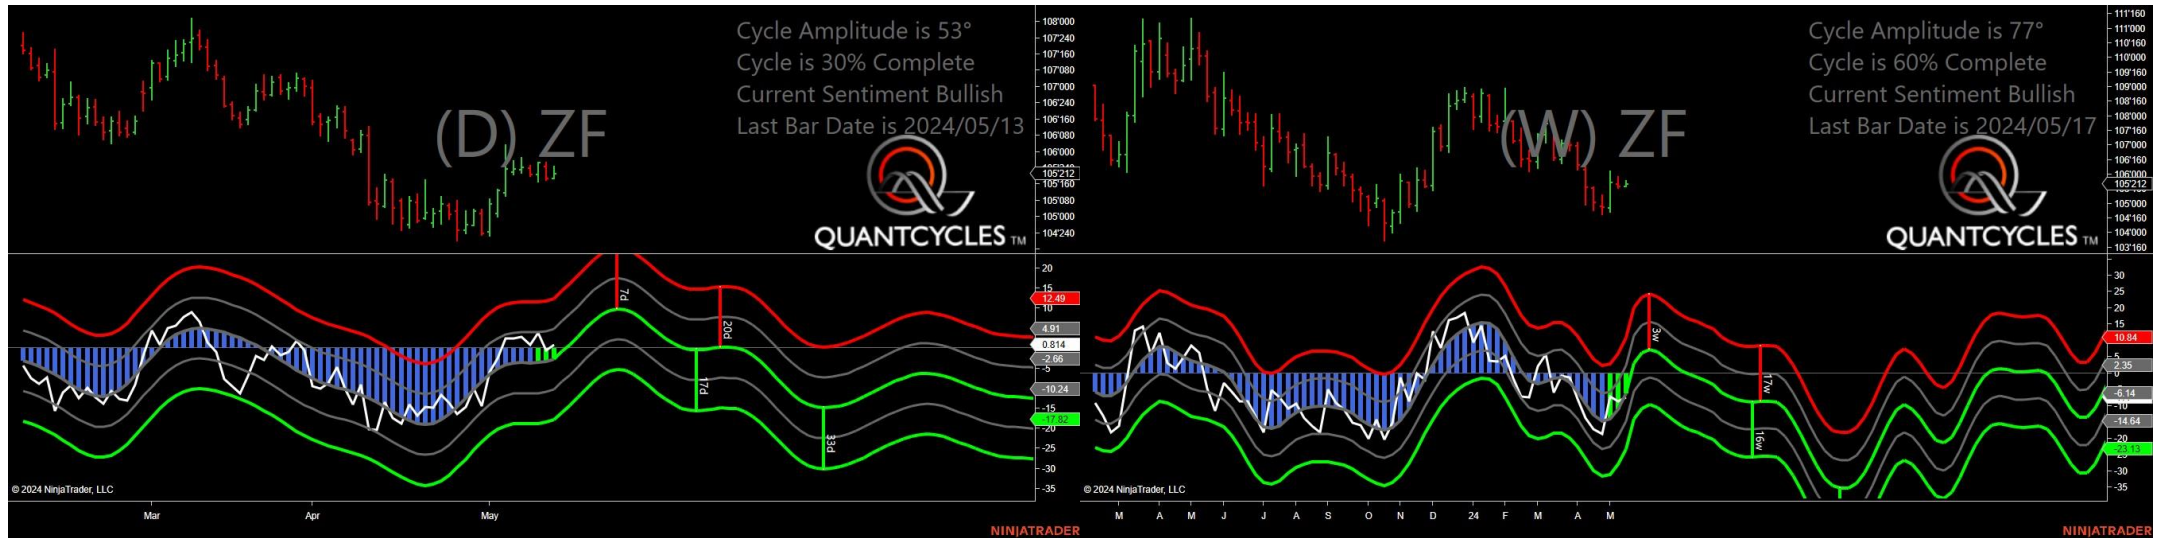 Cycle Amplitude is 53°
Cycle is 30% Complete
Current Sentiment Bullish
Last Bar Date is 2024/05/13
(D) ZF
QUANTCYCLES TM
108'000
107'240
107'160
107'080
107'000
106'240
106'160
106'080
106'000
105'212
105'160
105'080
105'000
104'240
20
15
12.49
10
4.91
0.814
-2.66
-5
-10.24
-15
-17.82
-20
-25
-30
-35
7d
20d
17d
33d
© 2024 NinjaTrader, LLC
Mar
Apr
May
NINJATRADER
Cycle Amplitude is 77°
Cycle is 60% Complete
Current Sentiment Bullish
Last Bar Date is 2024/05/17
(W) ZF
QUANTCYCLES TM
111'160
111'000
110'160
110'000
109'160
109'000
108'160
108'000
107'160
107'000
106'160
106'000
105'212
105'000
104'160
104'000
103'160
30
25
20
15
10.84
5
2.35
0
-6.14
-10
-14.64
-20
-23.13
-30
-35
3w
17w
16w
© 2024 NinjaTrader, LLC
M
A
M
J
J
A
S
O
N
D
24
F
M
A
M
NINJATRADER